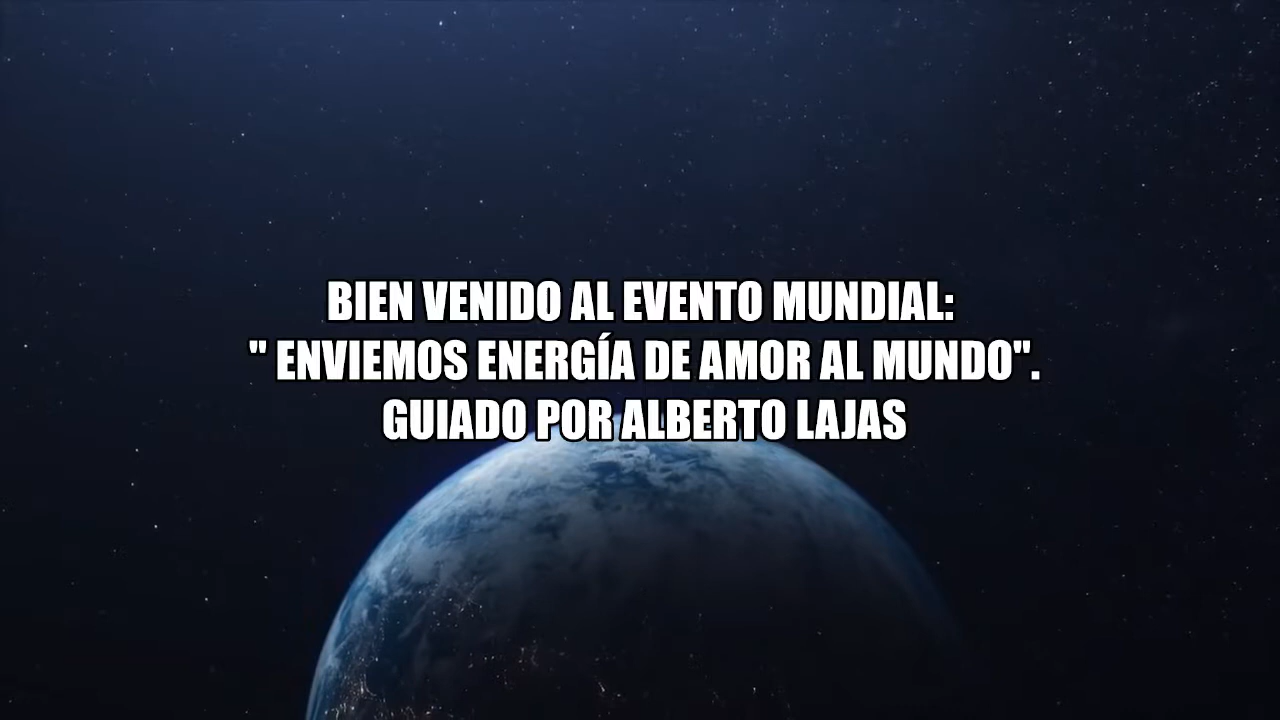 BIEN VENIDO AL EVENTO MUNDIAL:
" ENVIEMOS ENERGÍA DE AMOR AL MUNDO".
GUIADO POR ALBERTO LAJAS